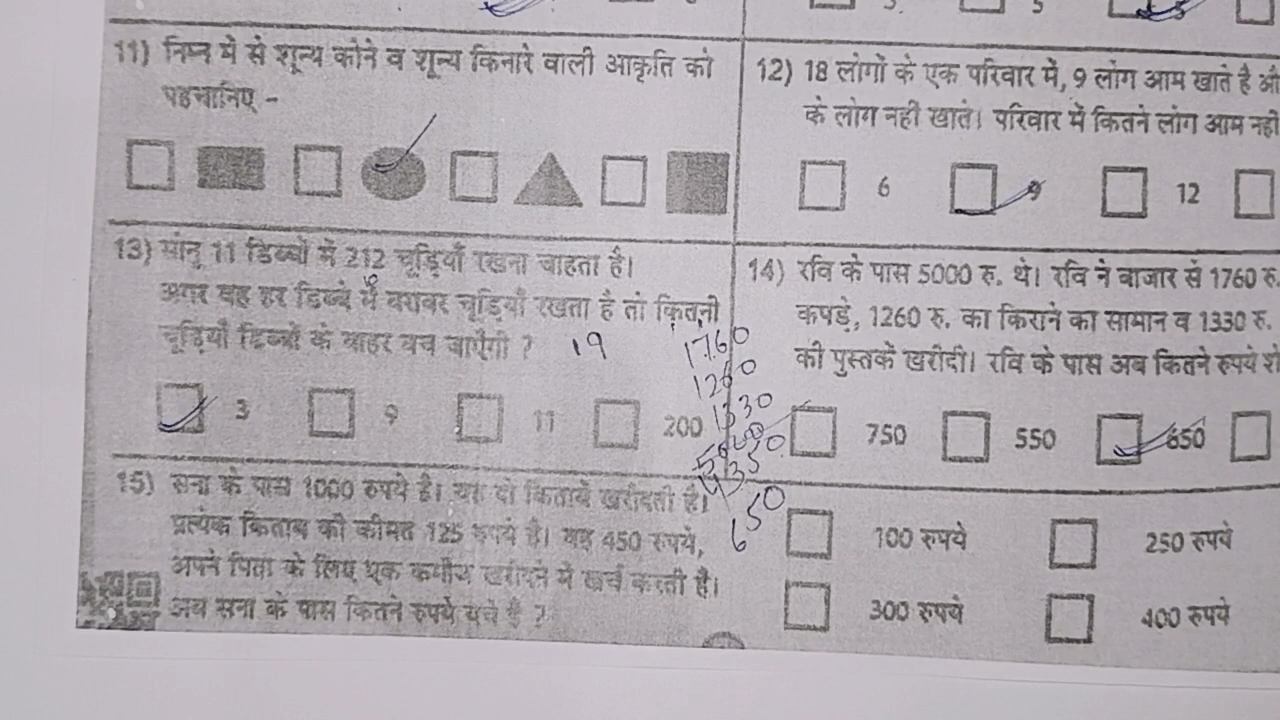 11) निम्न में से शून्य कोने व शून्य किनारे वाली आकृति को
पहचानिए -
12) 18 लोगों के एक परिवार में, 9 लोग आम खाते है
के लोग नही खाते। परिवार में कितने लोग आम नही
6 9 12
13) सोनू 11 डिब्बों में 212 चूड़ियाँ रखना चाहता है।
अगर वह हर डिब्बे में बराबर चूड़ियाँ रखता है तो कितनी
चूड़ियाँ डिब्बों के बाहर बच जाएँगी ? 19
3 9 11 200
14) रवि के पास 5000 रु. थे। रवि ने बाजार से 1760 रु.
कपड़े, 1260 रु. का किराने का सामान व 1330 रु.
की पुस्तकें खरीदी। रवि के पास अब कितने रुपये
750 550 650
1760
1260
1330
5000
4350
650
15) सना के पास 1000 रुपये है। वह दो किताबें खरीदती है।
प्रत्येक किताब की कीमत 125 रुपये है। वह 450 रुपये,
अपने पिता के लिए एक कमीज खरीदने में खर्च करती है।
अब सना के पास कितने रुपये बचे है ?
100 रुपये 250 रुपये
300 रुपये 400 रुपये